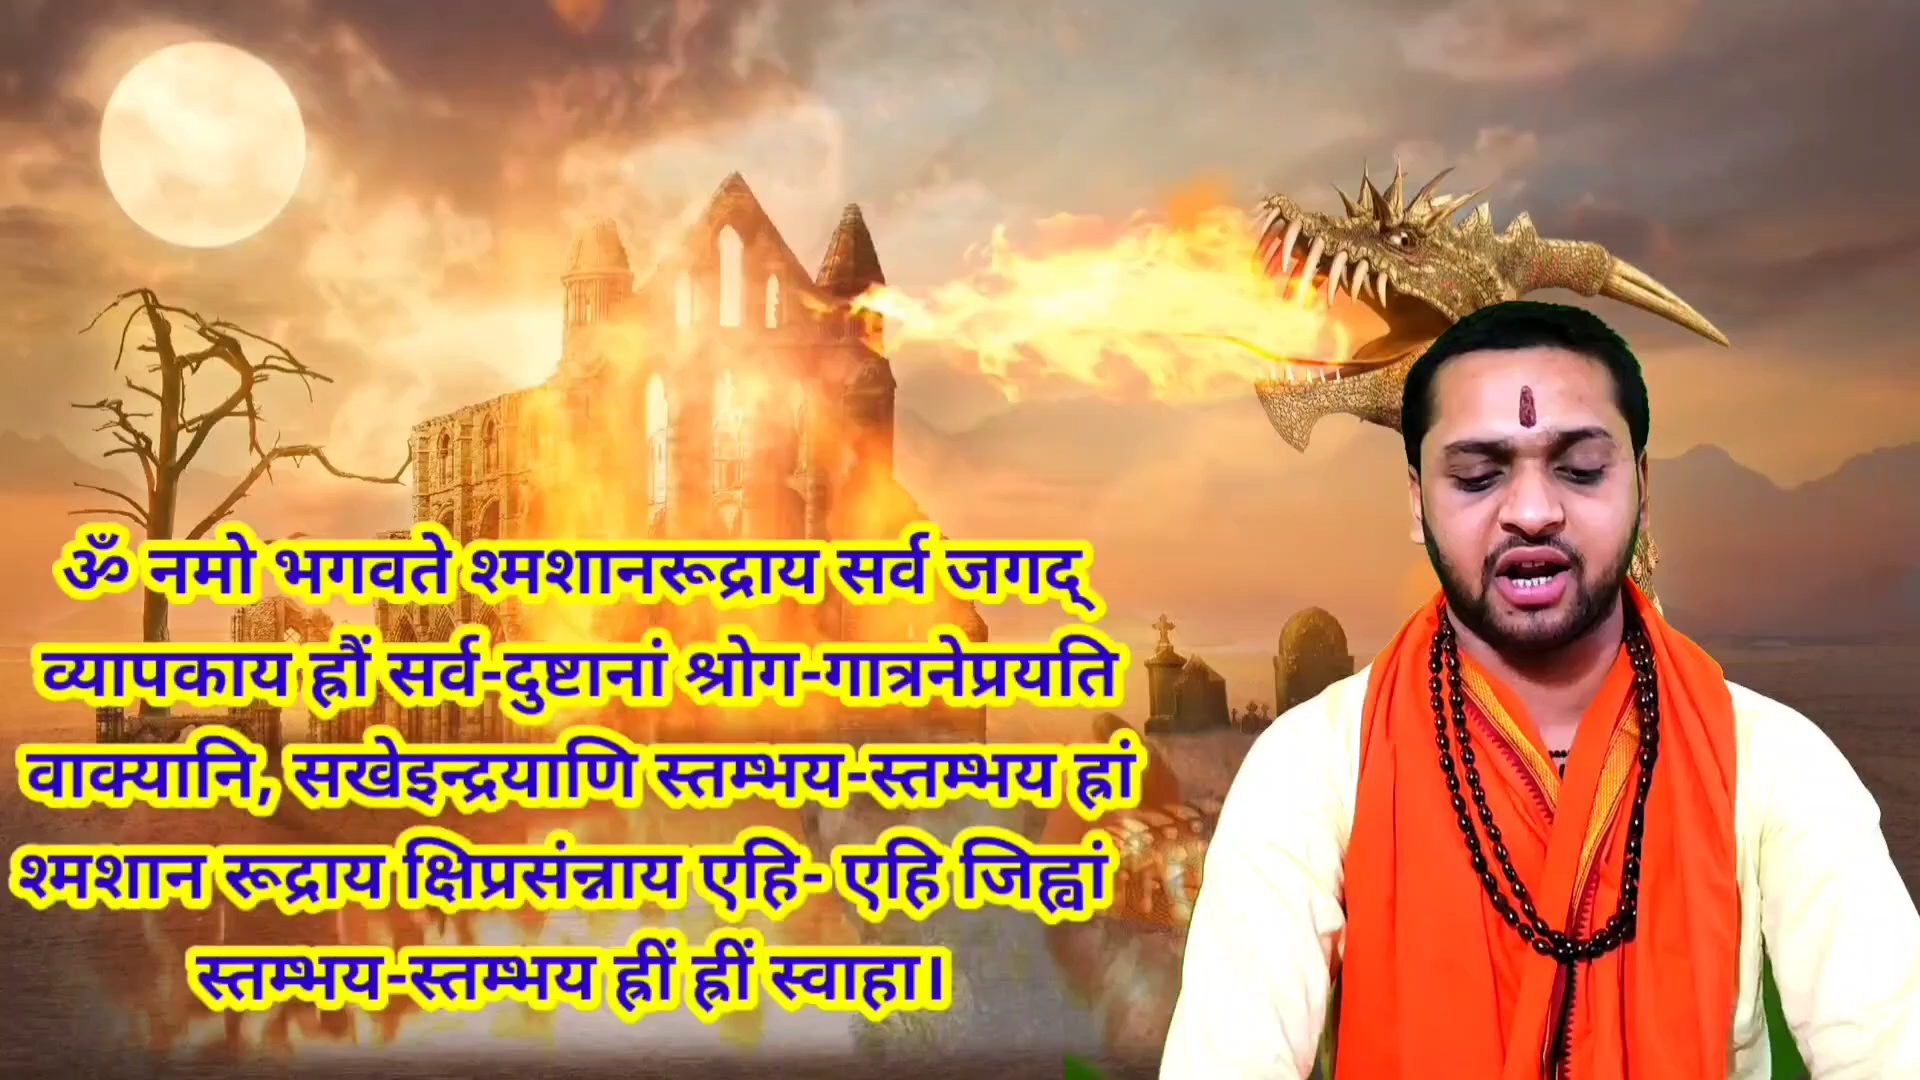 ॐ नमो भगवते श्मशानरूद्राय सर्व जगद्
व्यापकाय ह्रौं सर्व-दुष्टानां श्रोग-गात्रनेप्रयति
वाक्यानि, सखेइन्द्रयाणि स्तम्भय-स्तम्भय ह्रां
श्मशान रूद्राय क्षिप्रसंन्नाय एहि- एहि जिह्वां
स्तम्भय-स्तम्भय ह्रीं ह्रीं स्वाहा।